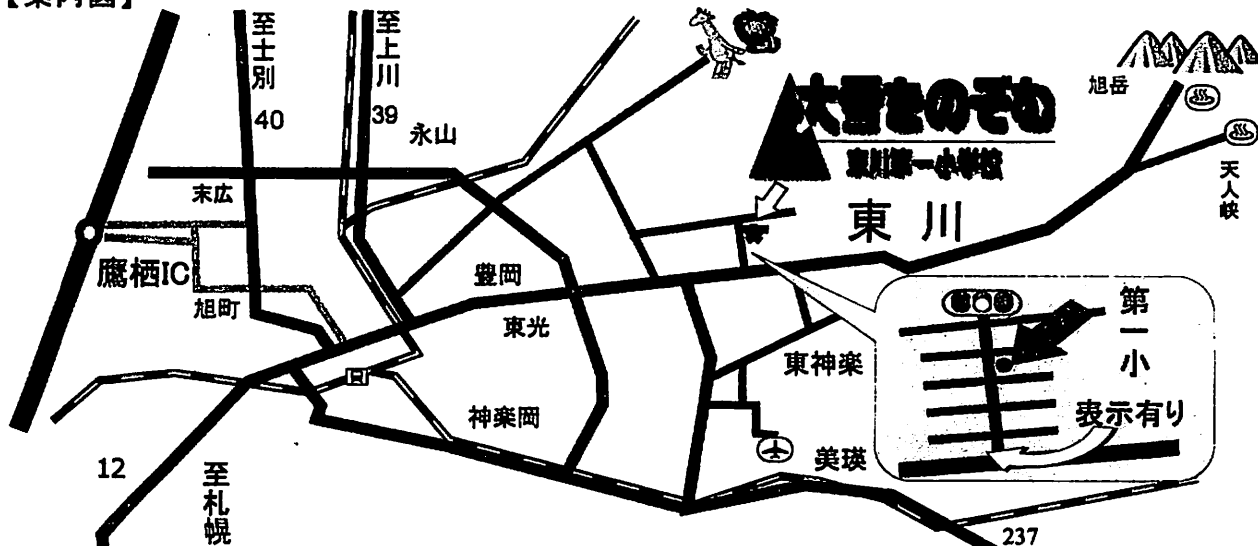 【案内図】
至士別
40
至上川
39
永山
末広
鷹栖IC
旭町
豊岡
東光
神楽岡
12
至札幌
大雪をのぞむ
東川第一小学校
東川
旭岳
天人峡
東神楽
美瑛
237
第一小
表示有り